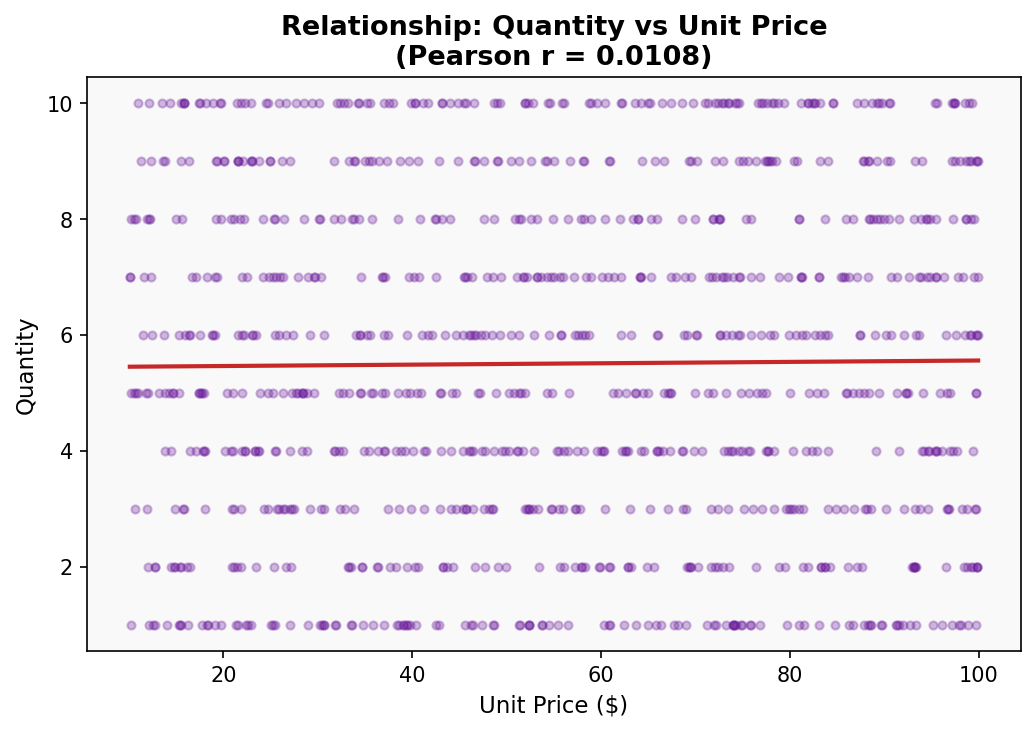 Relationship: Quantity vs Unit Price
(Pearson r = 0.0108)
Quantity
10
8
6
4
2
20 40 60 80 100
Unit Price ($)